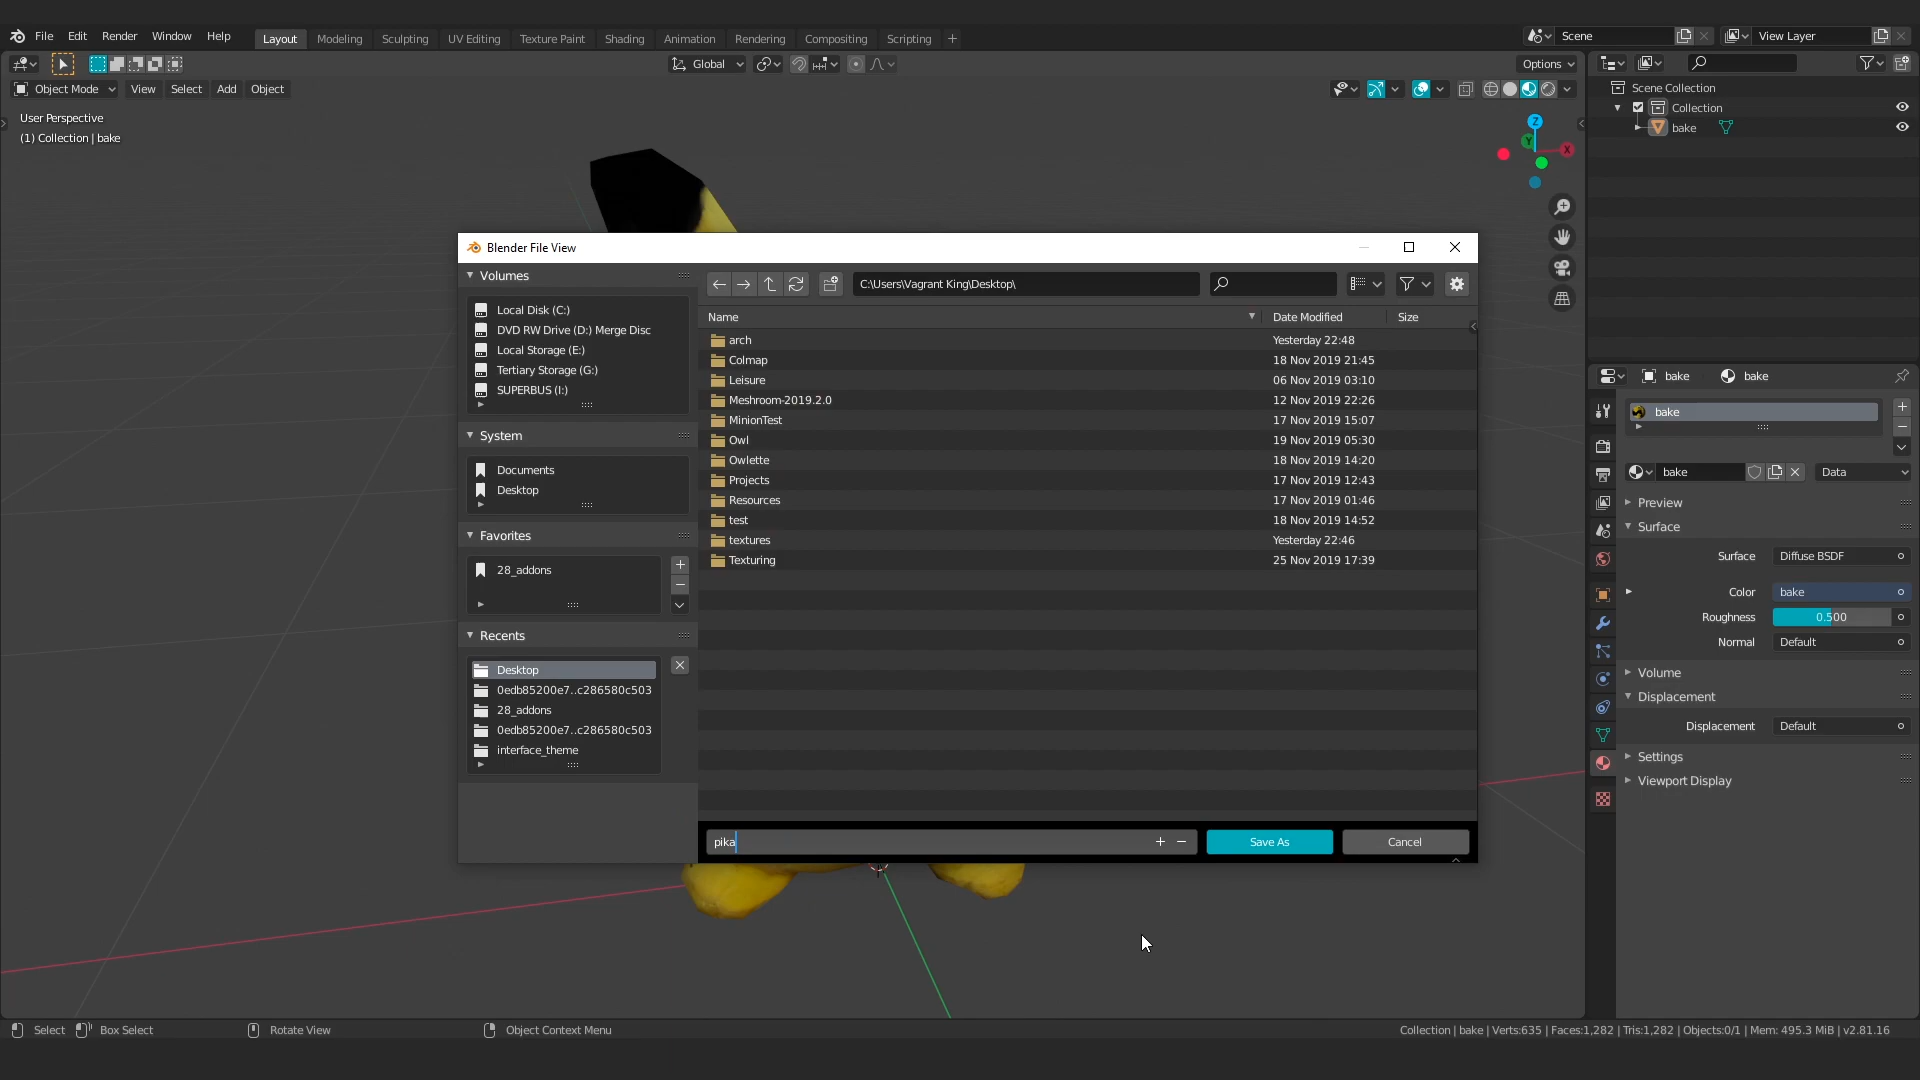 File Edit Render Window Help Layout Modeling Sculpting UV Editing Texture Paint Shading Animation Rendering Compositing Scripting + Scene View Layer
Global Options
Object Mode View Select Add Object
User Perspective
(1) Collection | bake
Z
Y
X
Scene Collection
Collection
bake
Blender File View
Volumes
Local Disk (C:)
DVD RW Drive (D:) Merge Disc
Local Storage (E:)
Tertiary Storage (G:)
SUPERBUS (I:)
System
Documents
Desktop
Favorites
28_addons
Recents
Desktop
0edb85200e7..c286580c503
28_addons
0edb85200e7..c286580c503
interface_theme
C:\Users\Vagrant King\Desktop\
Name Date Modified Size
arch Yesterday 22:48
Colmap 18 Nov 2019 21:45
Leisure 06 Nov 2019 03:10
Meshroom-2019.2.0 12 Nov 2019 22:26
MinionTest 17 Nov 2019 15:07
Owl 19 Nov 2019 05:30
Owlette 18 Nov 2019 14:20
Projects 17 Nov 2019 12:43
Resources 17 Nov 2019 01:46
test 18 Nov 2019 14:52
textures Yesterday 22:46
Texturing 25 Nov 2019 17:39
pika + − Save As Cancel
bake bake
bake
bake Data
Preview
Surface
Surface Diffuse BSDF
Color bake
Roughness 0.500
Normal Default
Volume
Displacement
Displacement Default
Settings
Viewport Display
Select Box Select Rotate View Object Context Menu Collection | bake | Verts:635 | Faces:1,282 | Tris:1,282 | Objects:0/1 | Mem: 495.3 MiB | v2.81.16